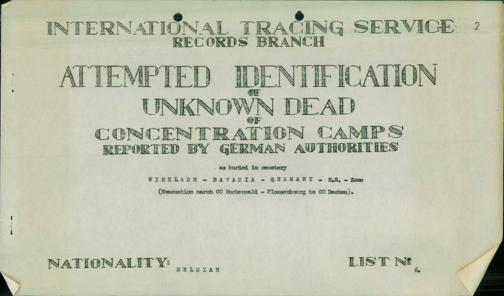 INTERNATIONAL TRACING SERVICE 2
RECORDS BRANCH
ATTEMPTED IDENTIFICATION
OF
UNKNOWN DEAD
OF
CONCENTRATION CAMPS
REPORTED BY GERMAN AUTHORITIES
as buried in cemetery
WINKLARN - BAVARIA - GERMANY - U.S. - Zone
(Evacuation march CC Buchenwald - Flossenbuerg to CC Dachau).
NATIONALITY: BELGIAN LIST Nº 6.